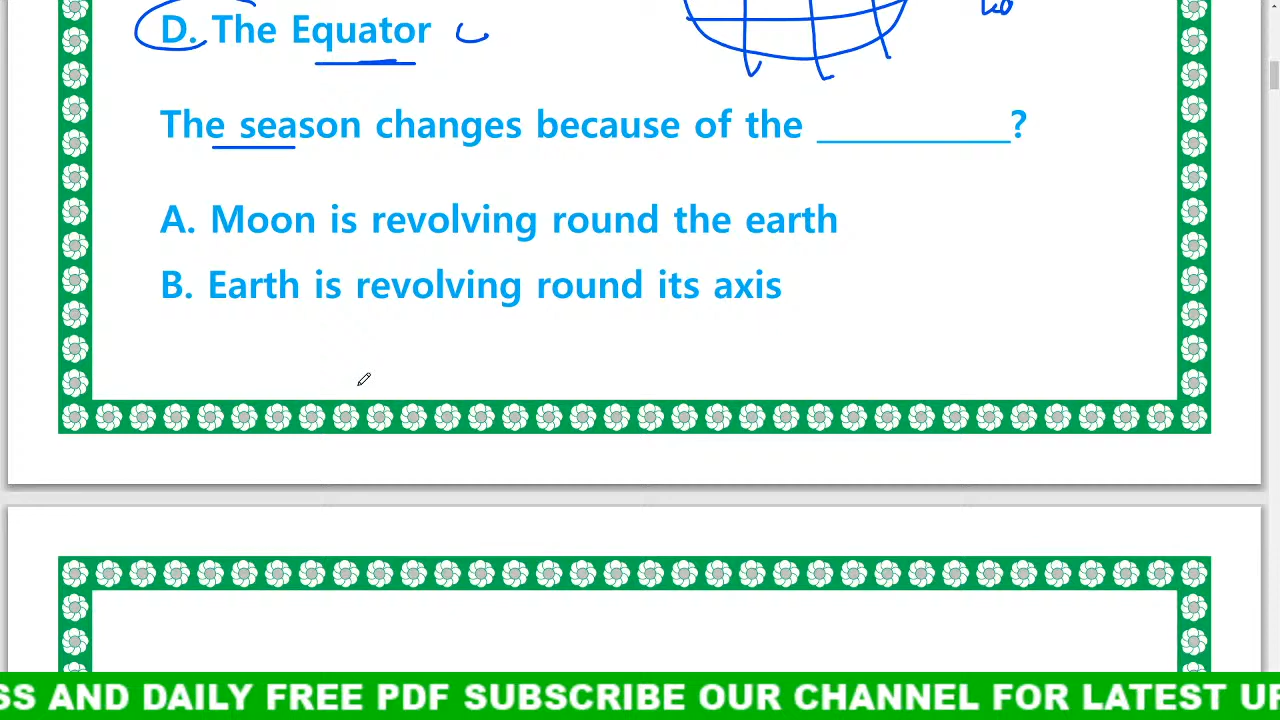 D. The Equator
The season changes because of the ___________?
A. Moon is revolving round the earth
B. Earth is revolving round its axis
SS AND DAILY FREE PDF SUBSCRIBE OUR CHANNEL FOR LATEST UP